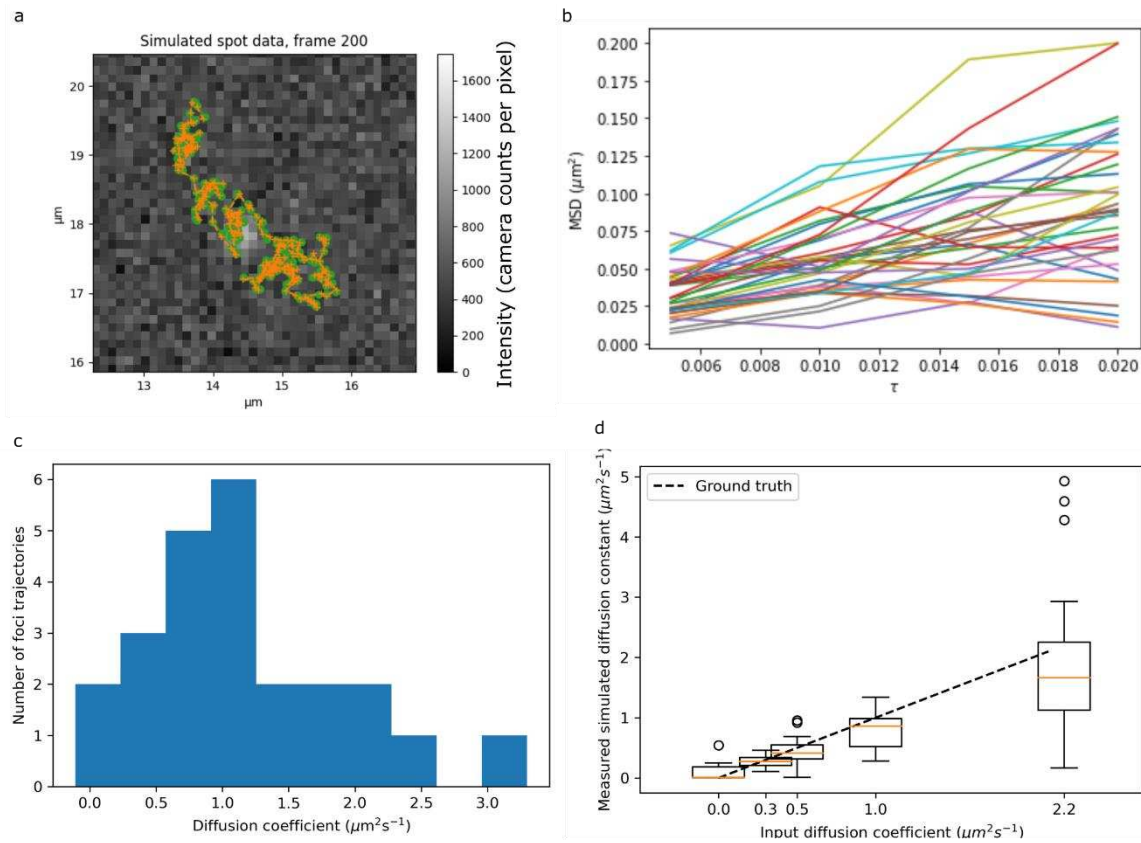 a
Simulated spot data, frame 200
20
19
18
17
16
µm
13 14 15 16
µm
1600
1400
1200
1000
800
600
400
200
0
Intensity (camera counts per pixel)
b
0.200
0.175
0.150
0.125
0.100
0.075
0.050
0.025
0.000
MSD (µm²)
0.006 0.008 0.010 0.012 0.014 0.016 0.018 0.020
τ
c
6
5
4
3
2
1
0
Number of foci trajectories
0.0 0.5 1.0 1.5 2.0 2.5 3.0
Diffusion coefficient (µm²s⁻¹)
d
Ground truth
5
4
3
2
1
0
Measured simulated diffusion constant (µm²s⁻¹)
0.0 0.3 0.5 1.0 2.2
Input diffusion coefficient (µm²s⁻¹)